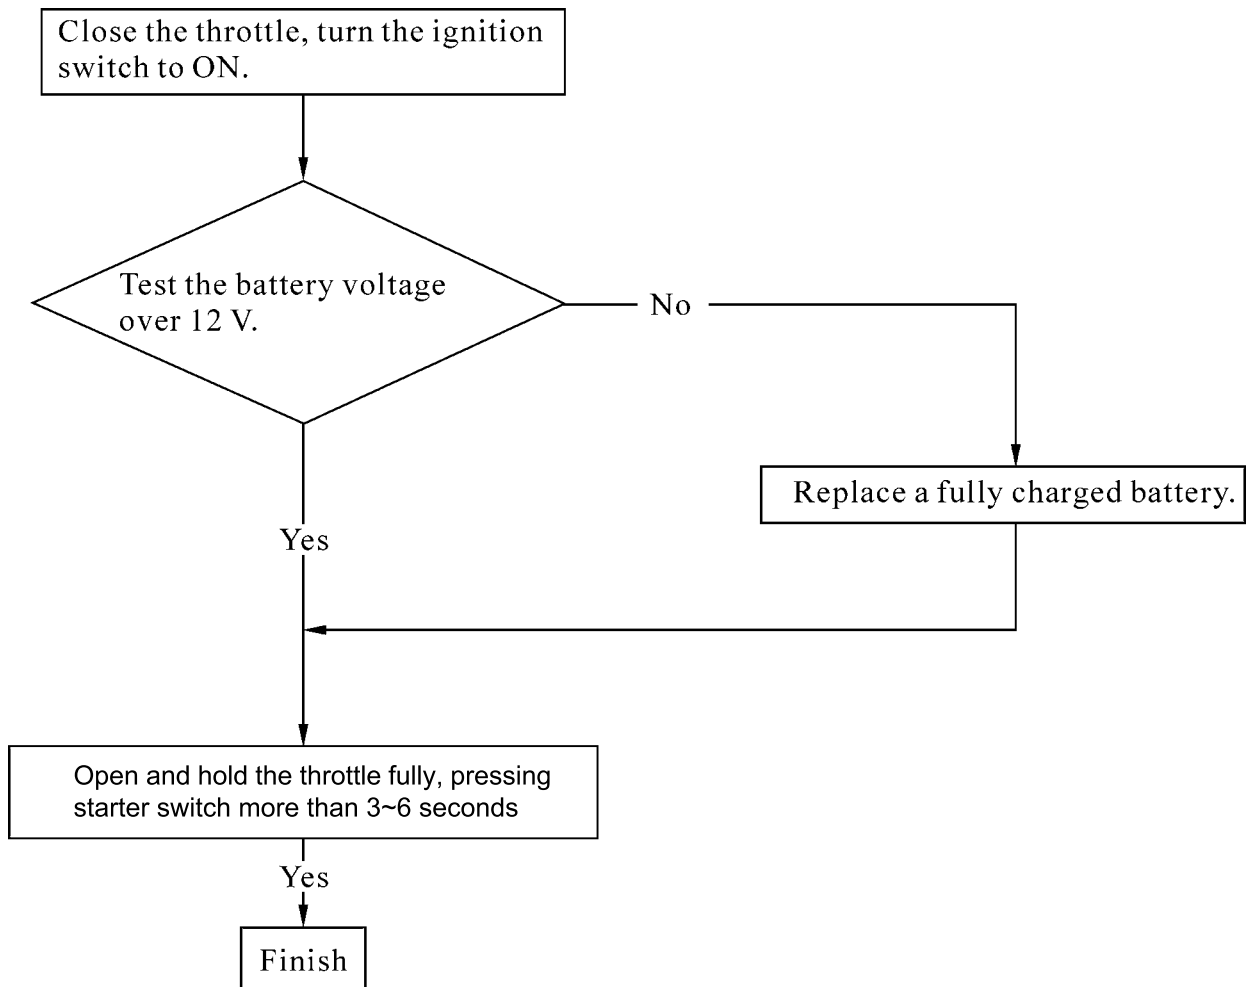 Close the throttle, turn the ignition
switch to ON.
Test the battery voltage
over 12 V.
No
Replace a fully charged battery.
Yes
Open and hold the throttle fully, pressing
starter switch more than 3~6 seconds
Yes
Finish